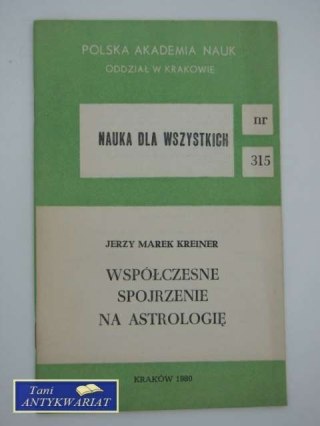 POLSKA AKADEMIA NAUK
ODDZIAŁ W KRAKOWIE
NAUKA DLA WSZYSTKICH
nr
315
JERZY MAREK KREINER
WSPÓŁCZESNE
SPOJRZENIE
NA ASTROLOGIĘ
KRAKÓW 1980
Tani
ANTYKWARIAT